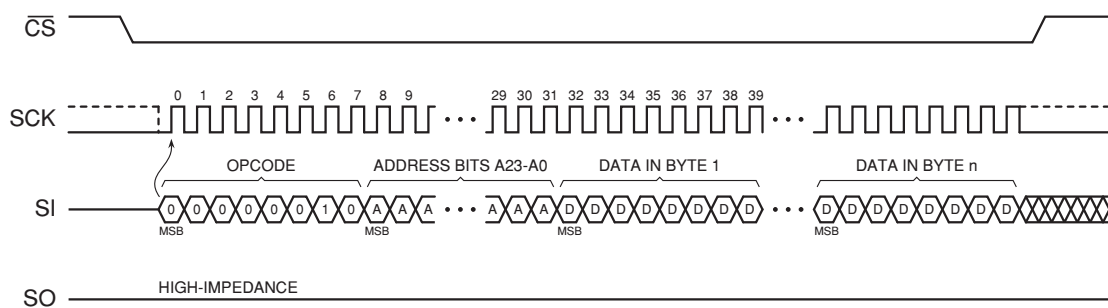 CS
0 1 2 3 4 5 6 7 8 9 29 30 31 32 33 34 35 36 37 38 39
SCK
OPCODE ADDRESS BITS A23-A0 DATA IN BYTE 1 DATA IN BYTE n
SI 0 0 0 0 0 0 1 0 A A A A A A D D D D D D D D D D D D D D D D
MSB MSB MSB MSB
HIGH-IMPEDANCE
SO